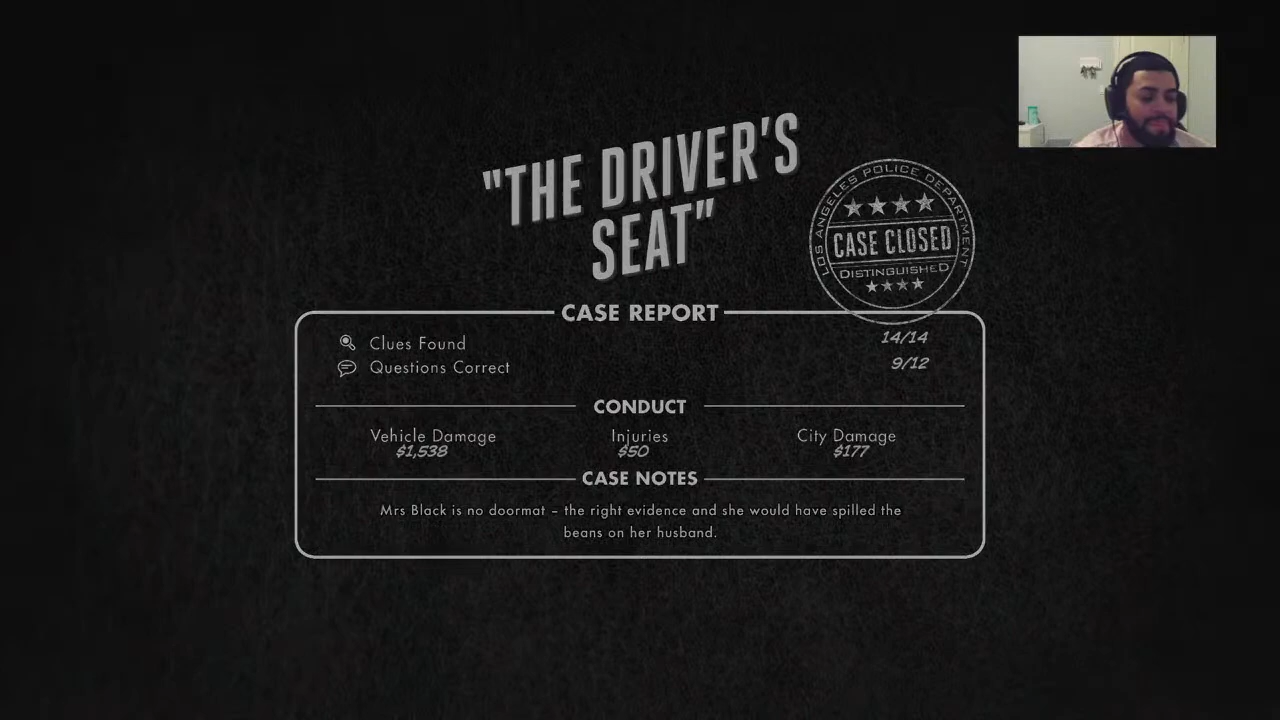 "THE DRIVER'S
SEAT"
LOS ANGELES POLICE DEPARTMENT
CASE CLOSED
DISTINGUISHED
CASE REPORT
Clues Found 14/14
Questions Correct 9/12
CONDUCT
Vehicle Damage Injuries City Damage
$1,538 $50 $177
CASE NOTES
Mrs Black is no doormat – the right evidence and she would have spilled the
beans on her husband.